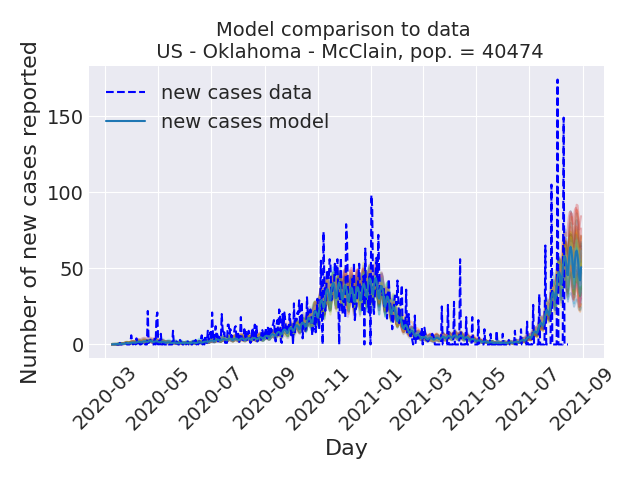 Model comparison to data
US - Oklahoma - McClain, pop. = 40474
Number of new cases reported
new cases data
new cases model
150
100
50
0
2020-03
2020-05
2020-07
2020-09
2020-11
2021-01
2021-03
2021-05
2021-07
2021-09
Day